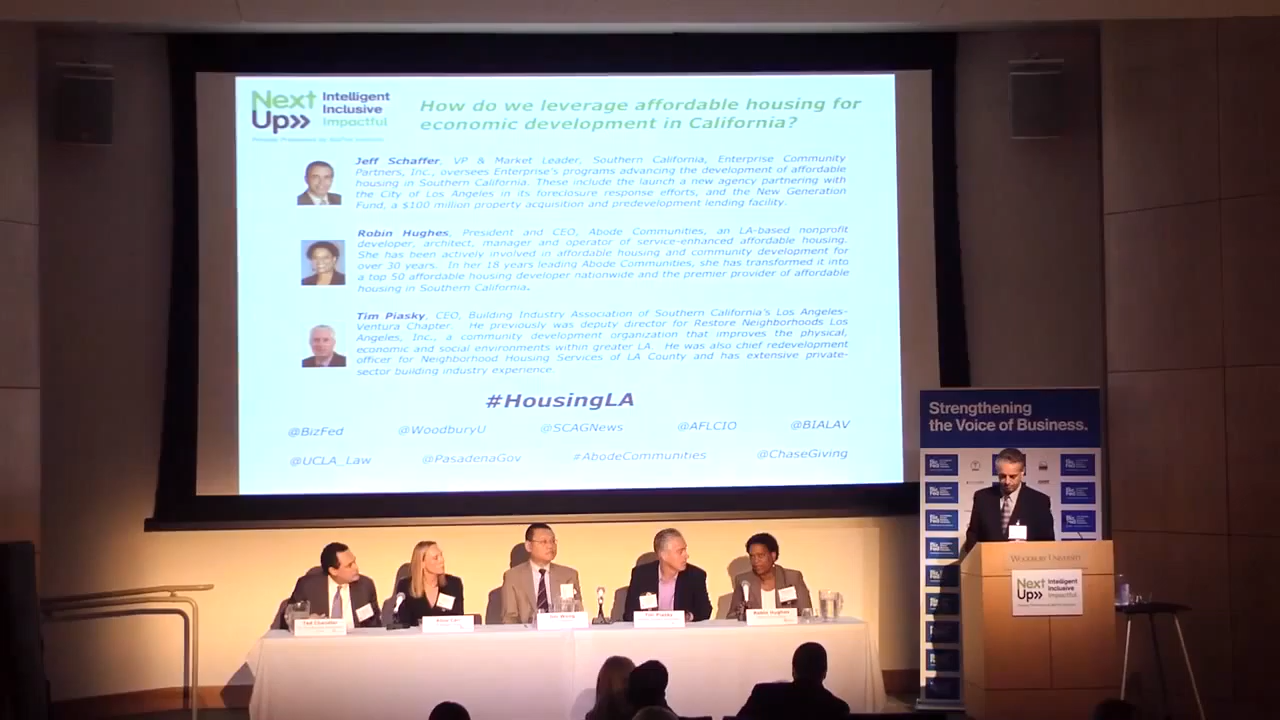 Next Up»
Intelligent
Inclusive
Impactful
How do we leverage affordable housing for
economic development in California?
Jeff Schaffer, VP & Market Leader, Southern California, Enterprise Community
Partners, Inc., oversees Enterprise's programs advancing the development of affordable
housing in Southern California. These include the launch a new agency partnering with
the City of Los Angeles in its foreclosure response efforts, and the New Generation
Fund, a $100 million property acquisition and predevelopment lending facility.
Robin Hughes, President and CEO, Abode Communities, an LA-based nonprofit
developer, architect, manager and operator of service-enhanced affordable housing.
She has been actively involved in affordable housing and community development for
over 30 years. In her 18 years leading Abode Communities, she has transformed it into
a top 50 affordable housing developer nationwide and the premier provider of affordable
housing in Southern California.
Tim Piasky, CEO, Building Industry Association of Southern California's Los Angeles-
Ventura Chapter. He previously was deputy director for Restore Neighborhoods Los
Angeles, Inc., a community development organization that improves the physical,
economic and social environments within greater LA. He was also chief redevelopment
officer for Neighborhood Housing Services of LA County and has extensive private-
sector building industry experience.
#HousingLA
@BizFed @WoodburyU @SCAGNews @AFLCIO @BIALAV
@UCLA_Law @PasadenaGov #AbodeCommunities @ChaseGiving
Strengthening
the Voice of Business.
Woodbury University
Next Up»
Intelligent
Inclusive
Impactful
Ted Chandler
Tim Piasky
Robin Hughes